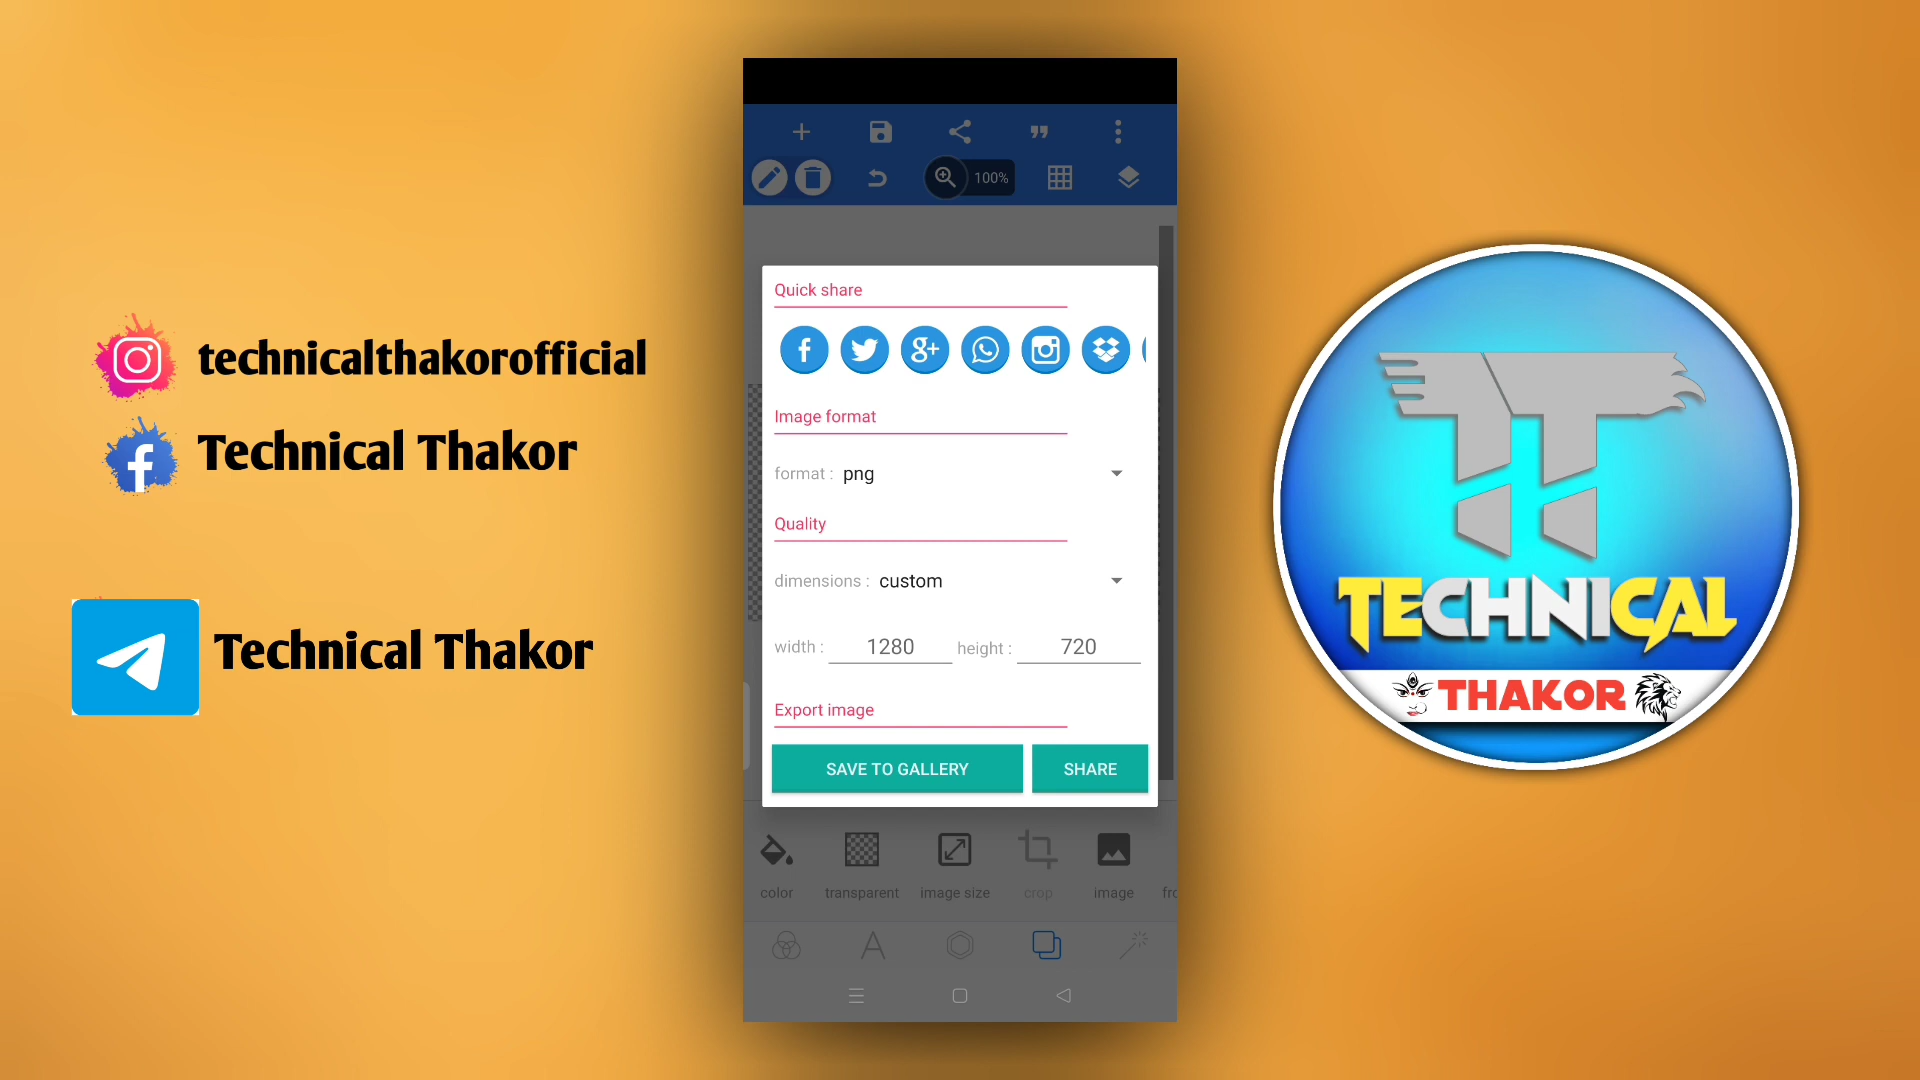 technicalthakorofficial
Technical Thakor
Technical Thakor
100%
Quick share
g+
Image format
format : png
Quality
dimensions : custom
width : 1280 height : 720
Export image
SAVE TO GALLERY SHARE
color transparent image size crop image
TECHNICAL
THAKOR